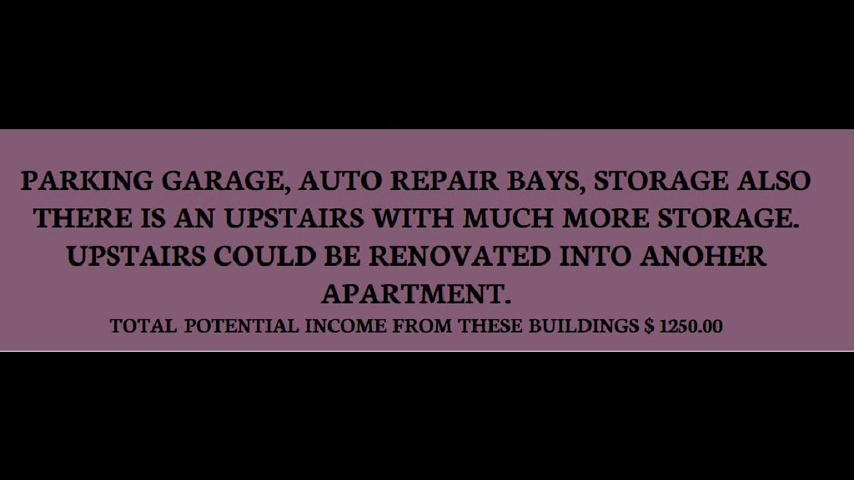 PARKING GARAGE, AUTO REPAIR BAYS, STORAGE ALSO
THERE IS AN UPSTAIRS WITH MUCH MORE STORAGE.
UPSTAIRS COULD BE RENOVATED INTO ANOHER
APARTMENT.
TOTAL POTENTIAL INCOME FROM THESE BUILDINGS $ 1250.00